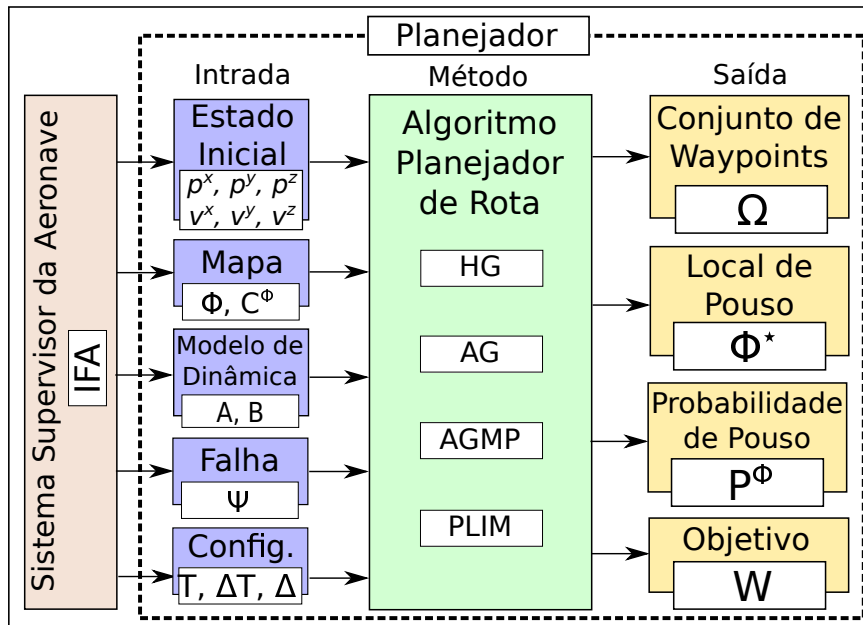 Planejador
Intrada
Método
Saída
Sistema Supervisor da Aeronave
IFA
Estado
Inicial
pˣ, pʸ, pᶻ
vˣ, vʸ, vᶻ
Mapa
Φ, C^Φ
Modelo de
Dinâmica
A, B
Falha
Ψ
Config.
T, ΔT, Δ
Algoritmo
Planejador
de Rota
HG
AG
AGMP
PLIM
Conjunto de
Waypoints
Ω
Local de
Pouso
Φ*
Probabilidade
de Pouso
P^Φ
Objetivo
W